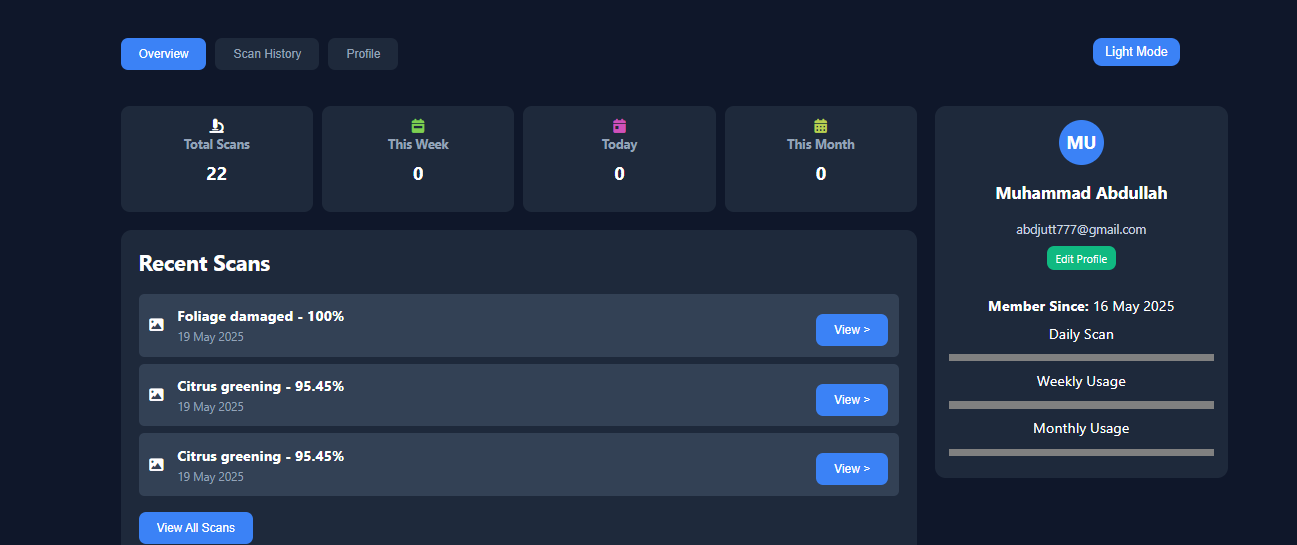 Overview
Scan History
Profile
Light Mode
Total Scans
22
This Week
0
Today
0
This Month
0
MU
Muhammad Abdullah
abdjutt777@gmail.com
Edit Profile
Member Since: 16 May 2025
Daily Scan
Weekly Usage
Monthly Usage
Recent Scans
Foliage damaged - 100%
19 May 2025
View >
Citrus greening - 95.45%
19 May 2025
View >
Citrus greening - 95.45%
19 May 2025
View >
View All Scans